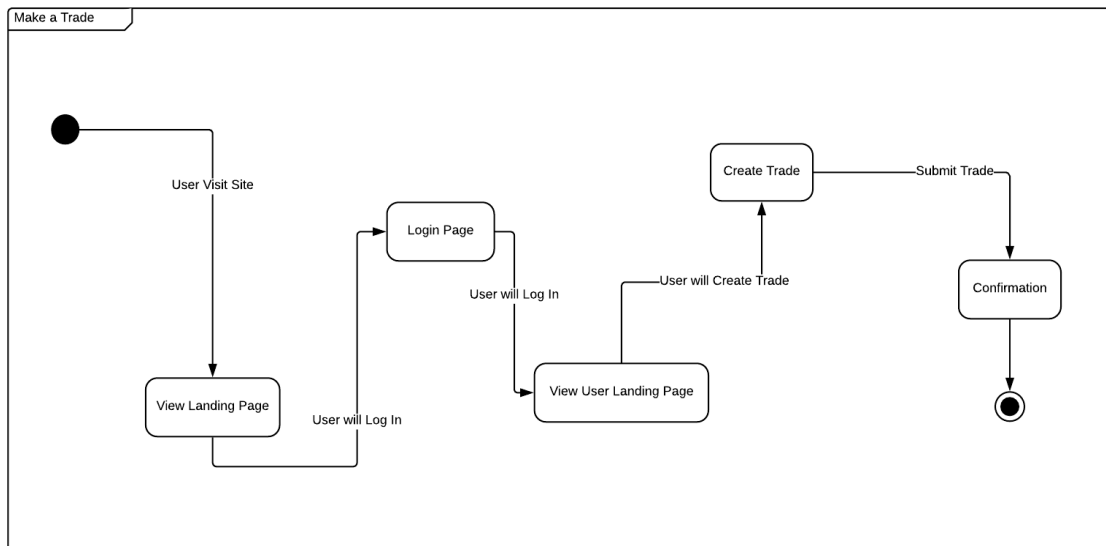 Make a Trade
User Visit Site
View Landing Page
User will Log In
Login Page
User will Log In
View User Landing Page
User will Create Trade
Create Trade
Submit Trade
Confirmation